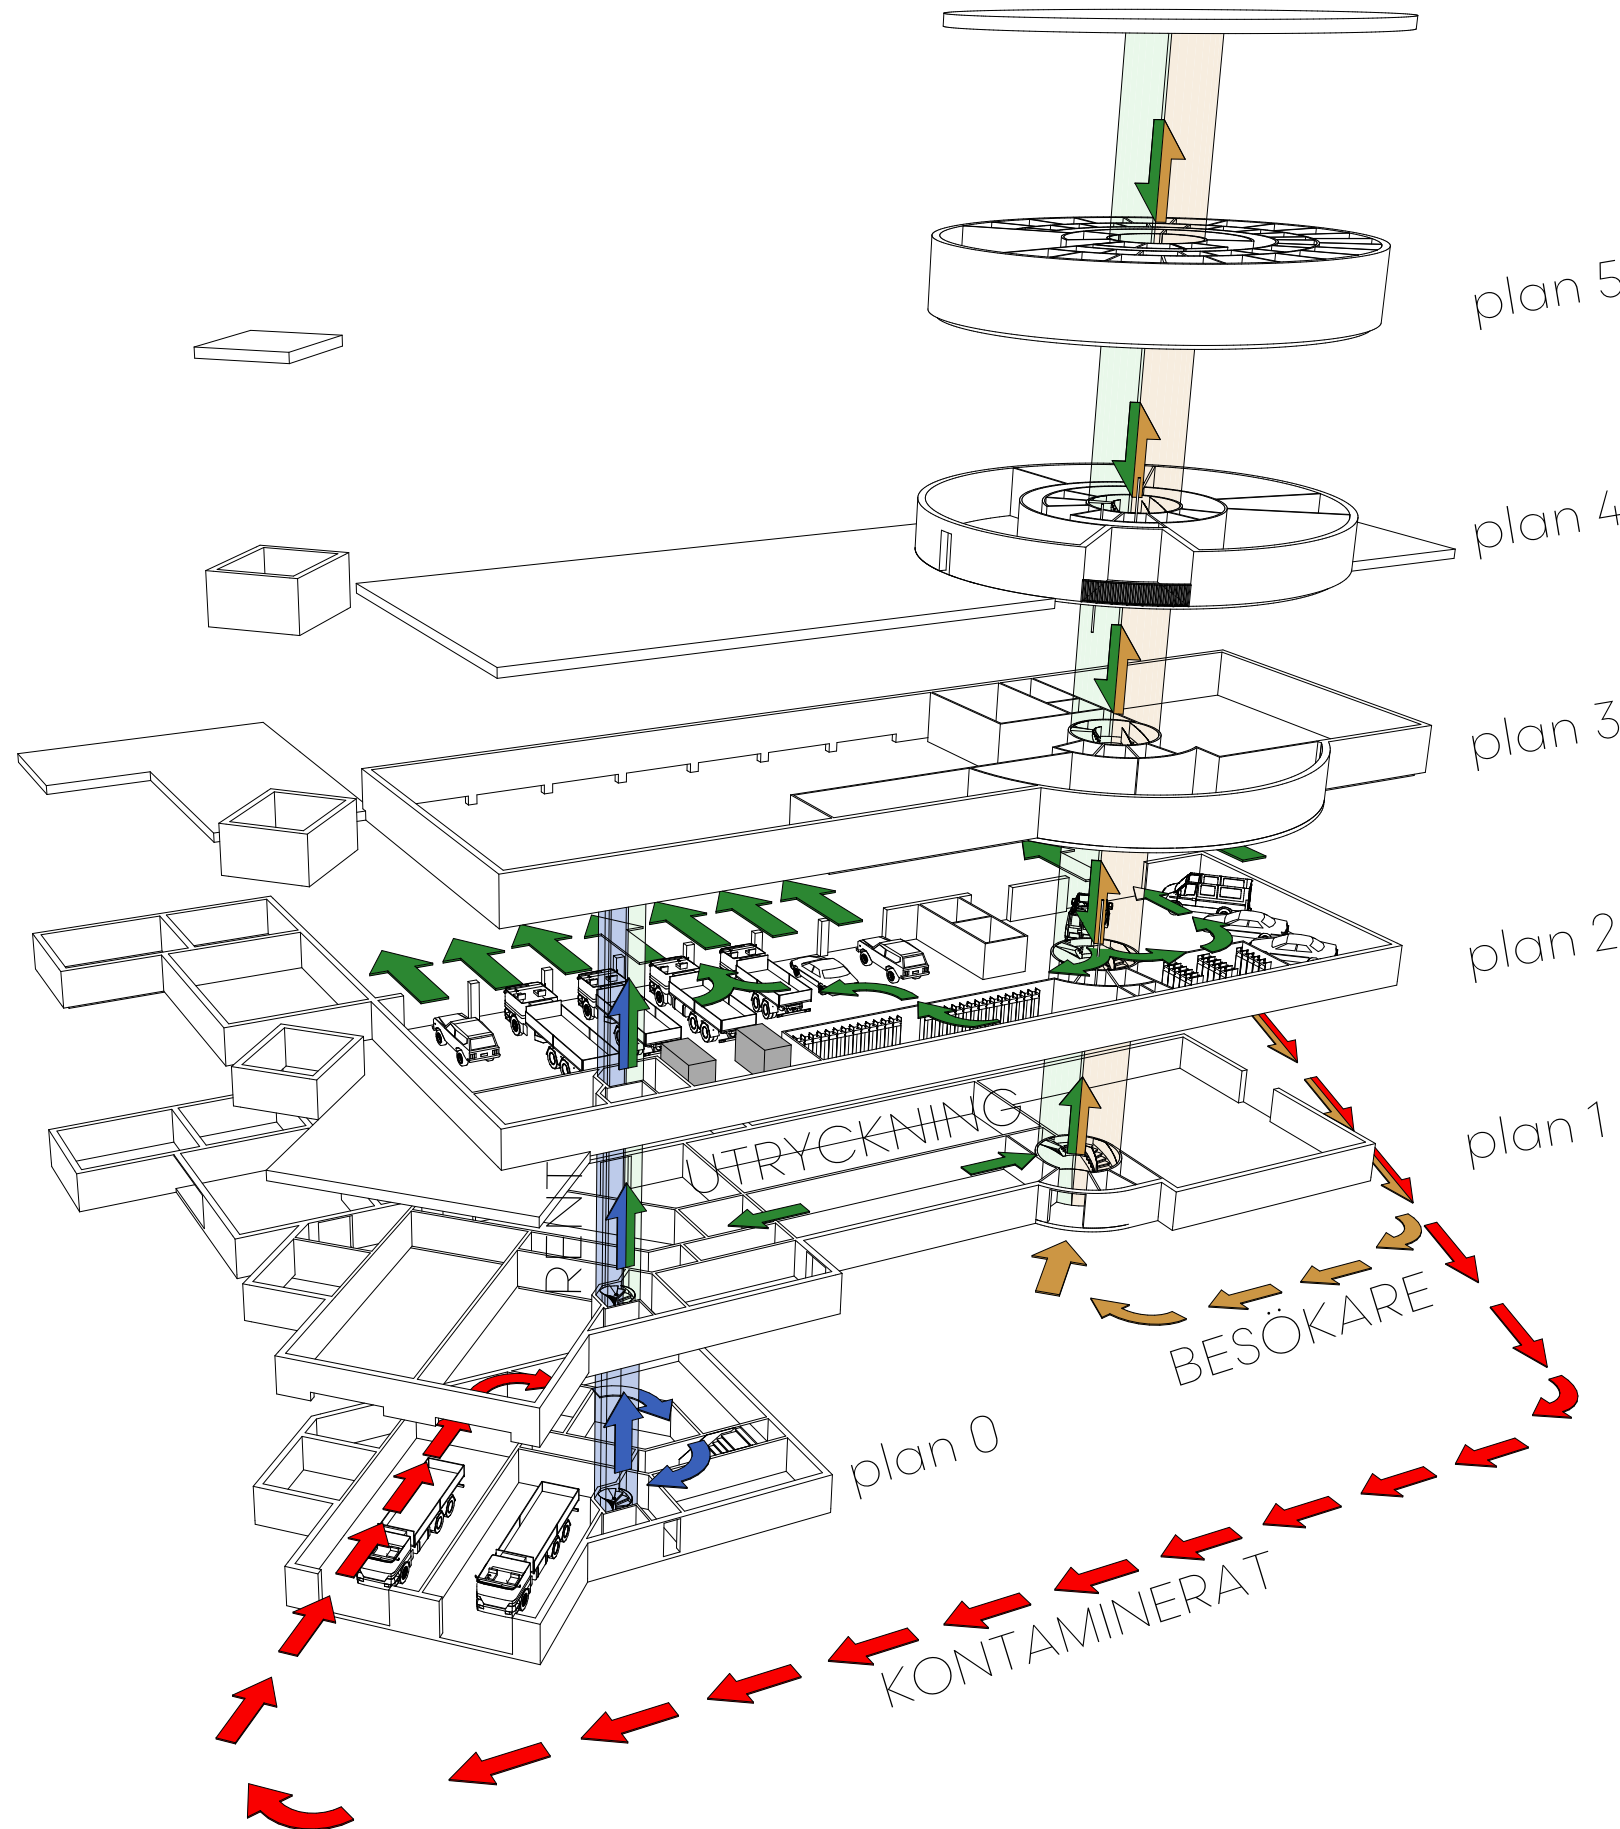 plan 5
plan 4
plan 3
plan 2
plan 1
UTRYCKNING
BESÖKARE
plan 0
KONTAMINERAT